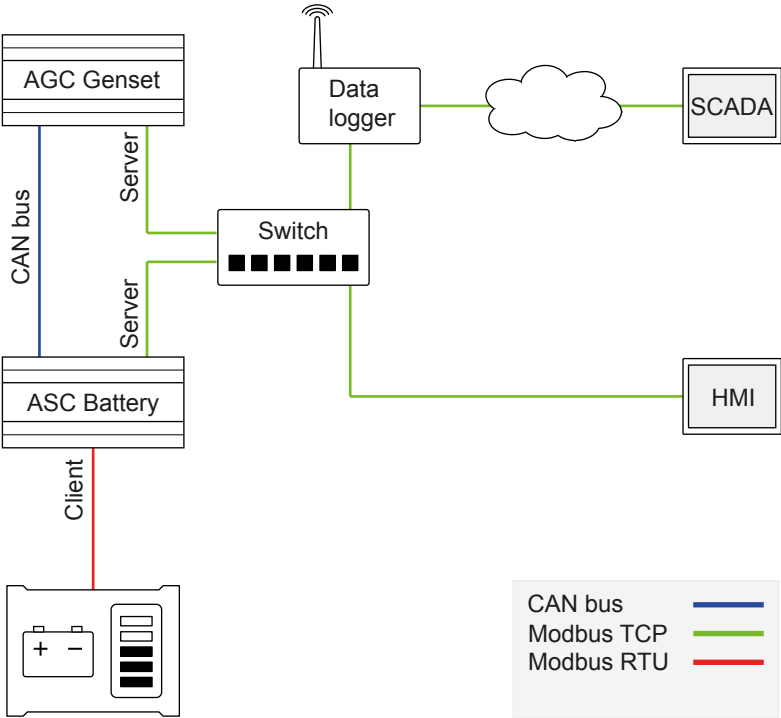 AGC Genset
Data
logger
SCADA
Server
CAN bus
Switch
Server
ASC Battery
HMI
Client
+ −
CAN bus
Modbus TCP
Modbus RTU